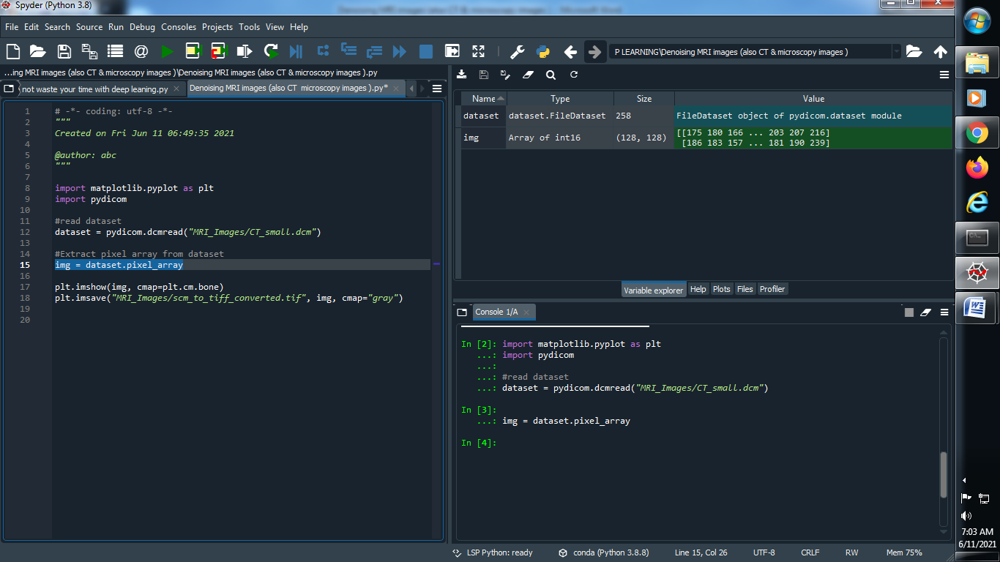 Spyder (Python 3.8)
File Edit Search Source Run Debug Consoles Projects Tools View Help
P LEARNING\Denoising MRI images (also CT & microscopy images )
...ing MRI images (also CT & microscopy images )\Denoising MRI images (also CT & microscopy images ).py
not waste your time with deep leaning.py
Denoising MRI images (also CT  microscopy images ).py*
1 # -*- coding: utf-8 -*-
2 """
3 Created on Fri Jun 11 06:49:35 2021
4
5 @author: abc
6 """
7
8 import matplotlib.pyplot as plt
9 import pydicom
10
11 #read dataset
12 dataset = pydicom.dcmread("MRI_Images/CT_small.dcm")
13
14 #Extract pixel array from dataset
15 img = dataset.pixel_array
16
17 plt.imshow(img, cmap=plt.cm.bone)
18 plt.imsave("MRI_Images/scm_to_tiff_converted.tif", img, cmap="gray")
19
20
Name Type Size Value
dataset dataset.FileDataset 258 FileDataset object of pydicom.dataset module
img Array of int16 (128, 128) [[175 180 166 ... 203 207 216]
[186 183 157 ... 181 190 239]
Variable explorer Help Plots Files Profiler
Console 1/A
In [2]: import matplotlib.pyplot as plt
...: import pydicom
...:
...: #read dataset
...: dataset = pydicom.dcmread("MRI_Images/CT_small.dcm")
In [3]:
...: img = dataset.pixel_array
In [4]:
LSP Python: ready conda (Python 3.8.8) Line 15, Col 26 UTF-8 CRLF RW Mem 75%
7:03 AM
6/11/2021